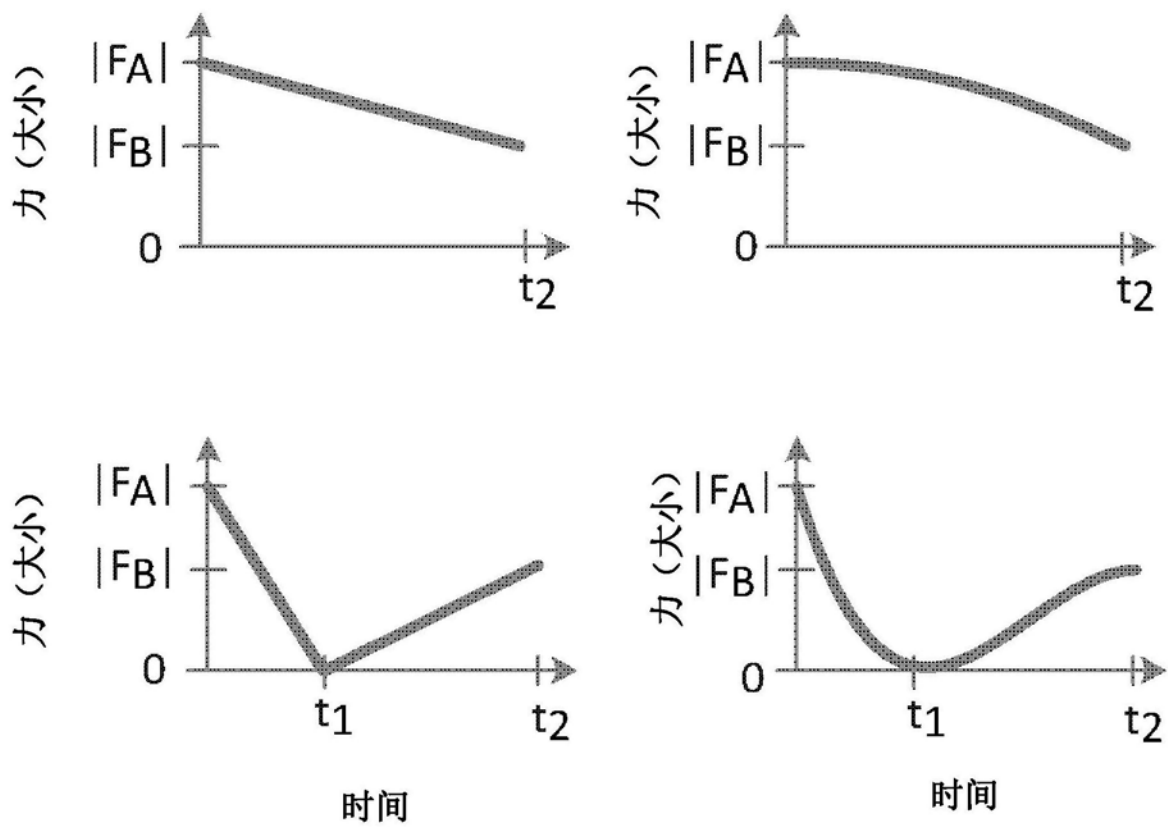 力（大小）
|FA|
|FB|
0
t2
力（大小）
|FA|
|FB|
0
t2
力（大小）
|FA|
|FB|
0
t1
t2
时间
力（大小）
|FA|
|FB|
0
t1
t2
时间